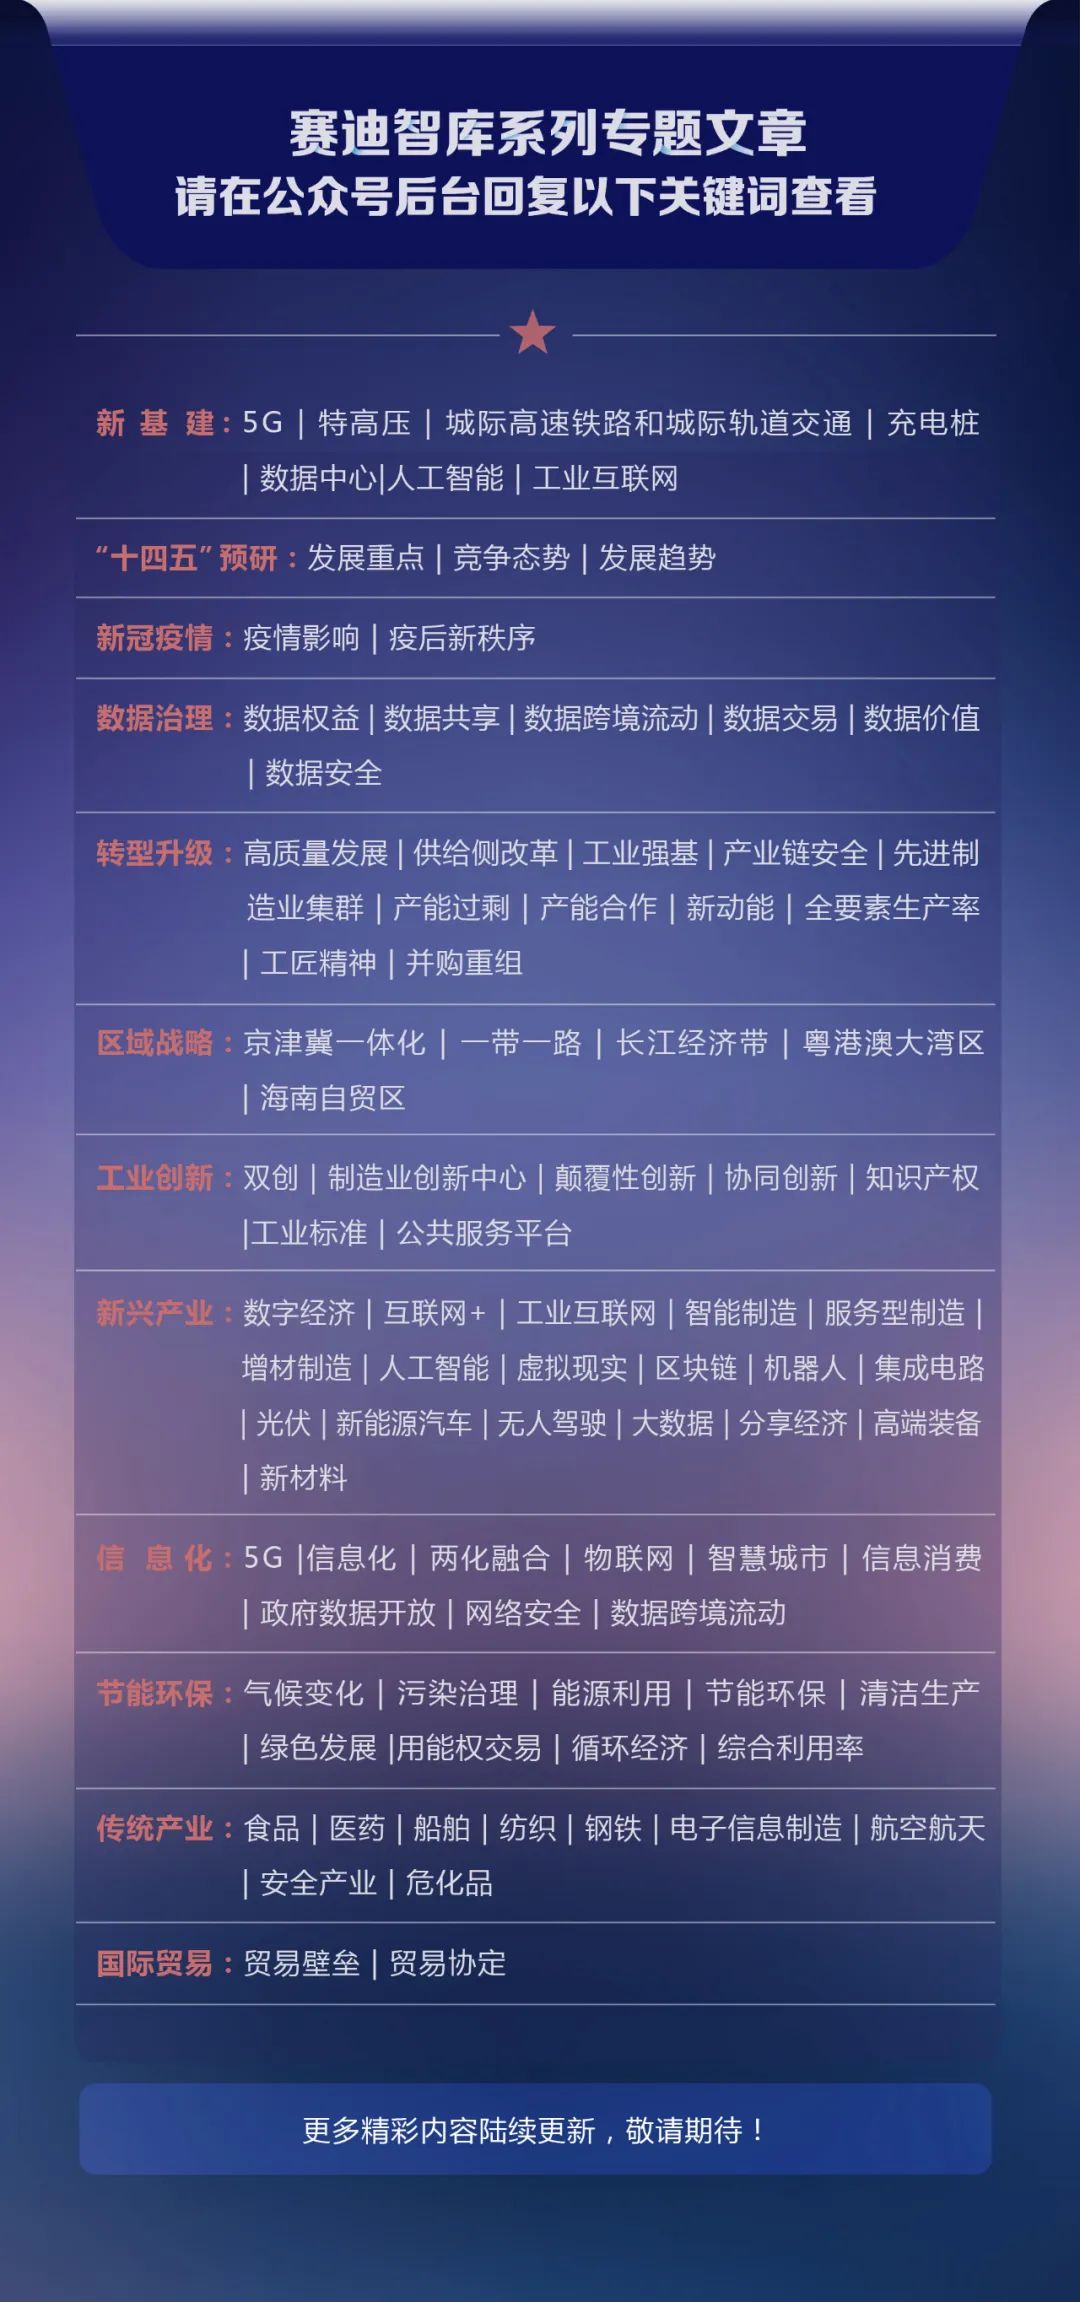 赛迪智库系列专题文章
请在公众号后台回复以下关键词查看
新 基 建：5G | 特高压 | 城际高速铁路和城际轨道交通 | 充电桩
| 数据中心|人工智能 | 工业互联网
“十四五”预研：发展重点 | 竞争态势 | 发展趋势
新冠疫情：疫情影响 | 疫后新秩序
数据治理：数据权益 | 数据共享 | 数据跨境流动 | 数据交易 | 数据价值
| 数据安全
转型升级：高质量发展 | 供给侧改革 | 工业强基 | 产业链安全 | 先进制
造业集群 | 产能过剩 | 产能合作 | 新动能 | 全要素生产率
| 工匠精神 | 并购重组
区域战略：京津冀一体化 | 一带一路 | 长江经济带 | 粤港澳大湾区
| 海南自贸区
工业创新：双创 | 制造业创新中心 | 颠覆性创新 | 协同创新 | 知识产权
|工业标准 | 公共服务平台
新兴产业：数字经济 | 互联网+ | 工业互联网 | 智能制造 | 服务型制造 |
增材制造 | 人工智能 | 虚拟现实 | 区块链 | 机器人 | 集成电路
| 光伏 | 新能源汽车 | 无人驾驶 | 大数据 | 分享经济 | 高端装备
| 新材料
信 息 化：5G |信息化 | 两化融合 | 物联网 | 智慧城市 | 信息消费
| 政府数据开放 | 网络安全 | 数据跨境流动
节能环保：气候变化 | 污染治理 | 能源利用 | 节能环保 | 清洁生产
| 绿色发展 |用能权交易 | 循环经济 | 综合利用率
传统产业：食品 | 医药 | 船舶 | 纺织 | 钢铁 | 电子信息制造 | 航空航天
| 安全产业 | 危化品
国际贸易：贸易壁垒 | 贸易协定
更多精彩内容陆续更新，敬请期待！